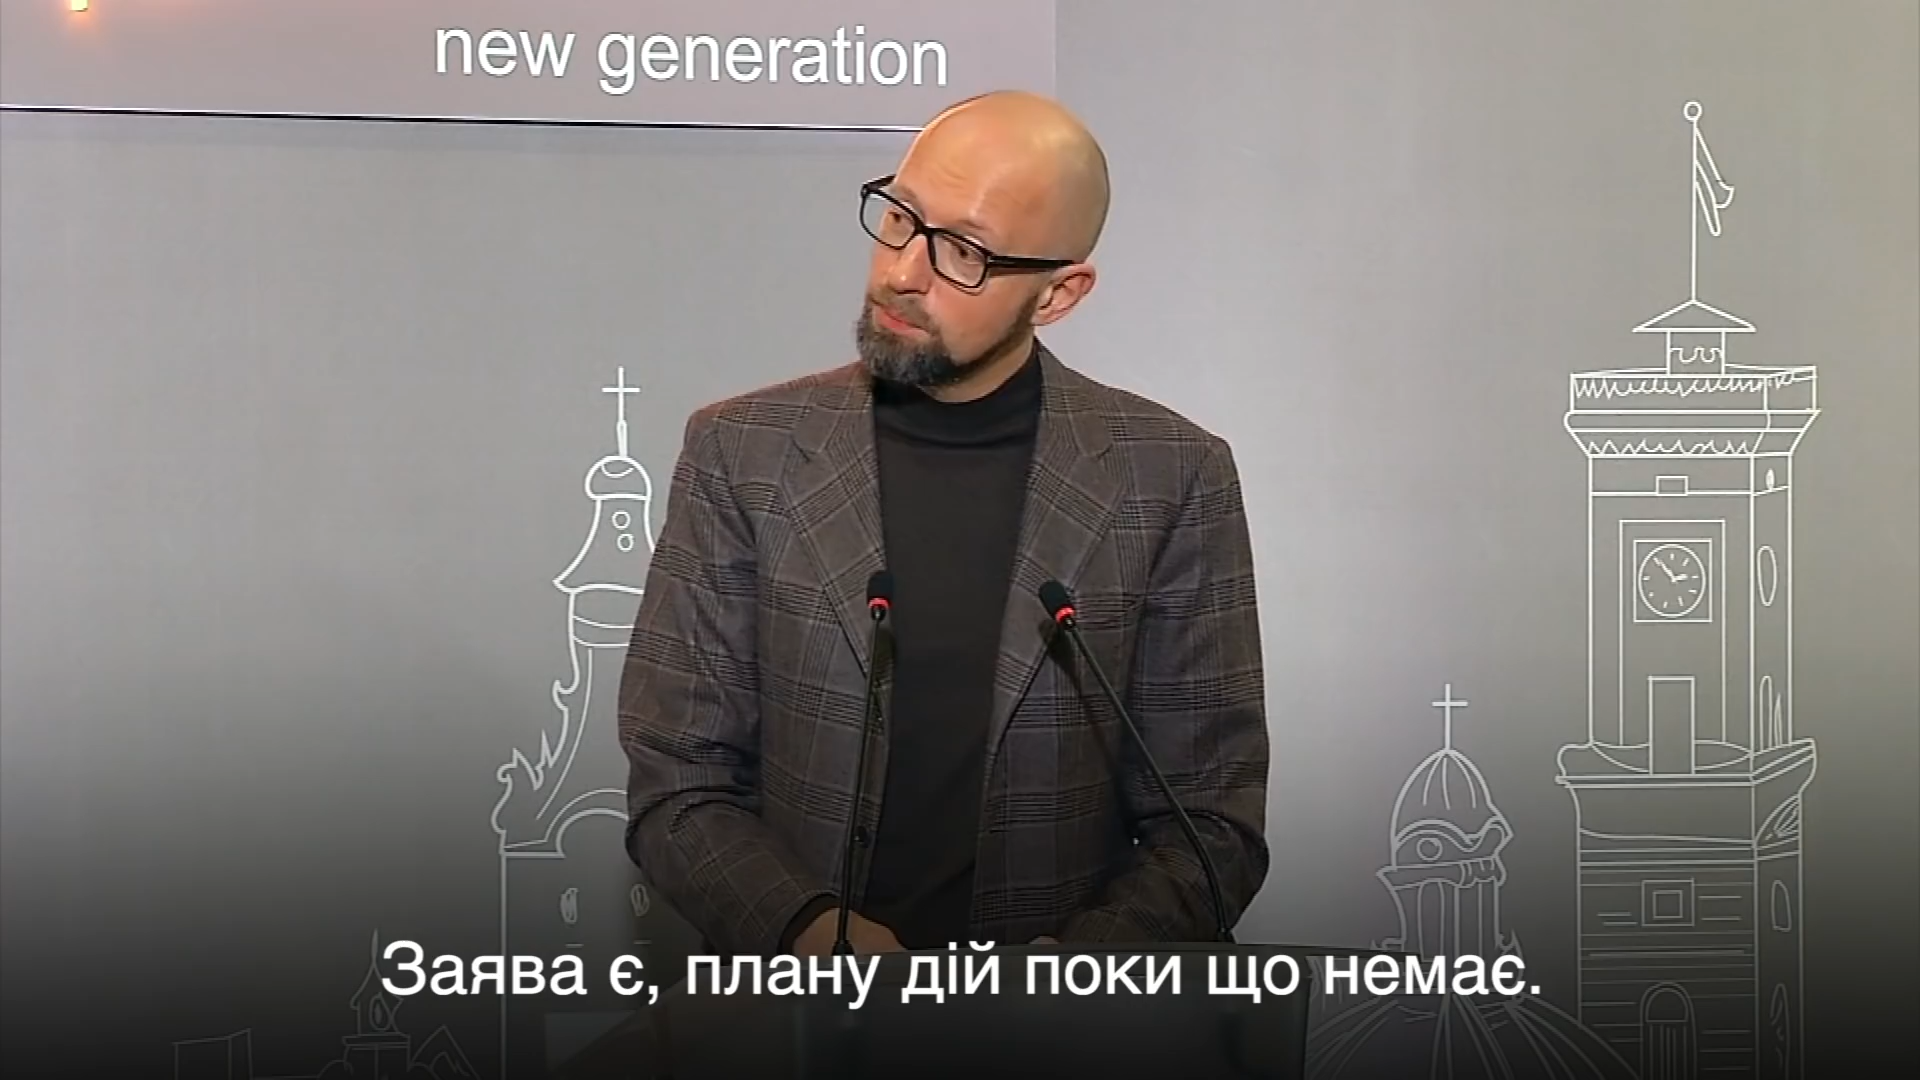 new generation
Заява є, плану дій поки що немає.